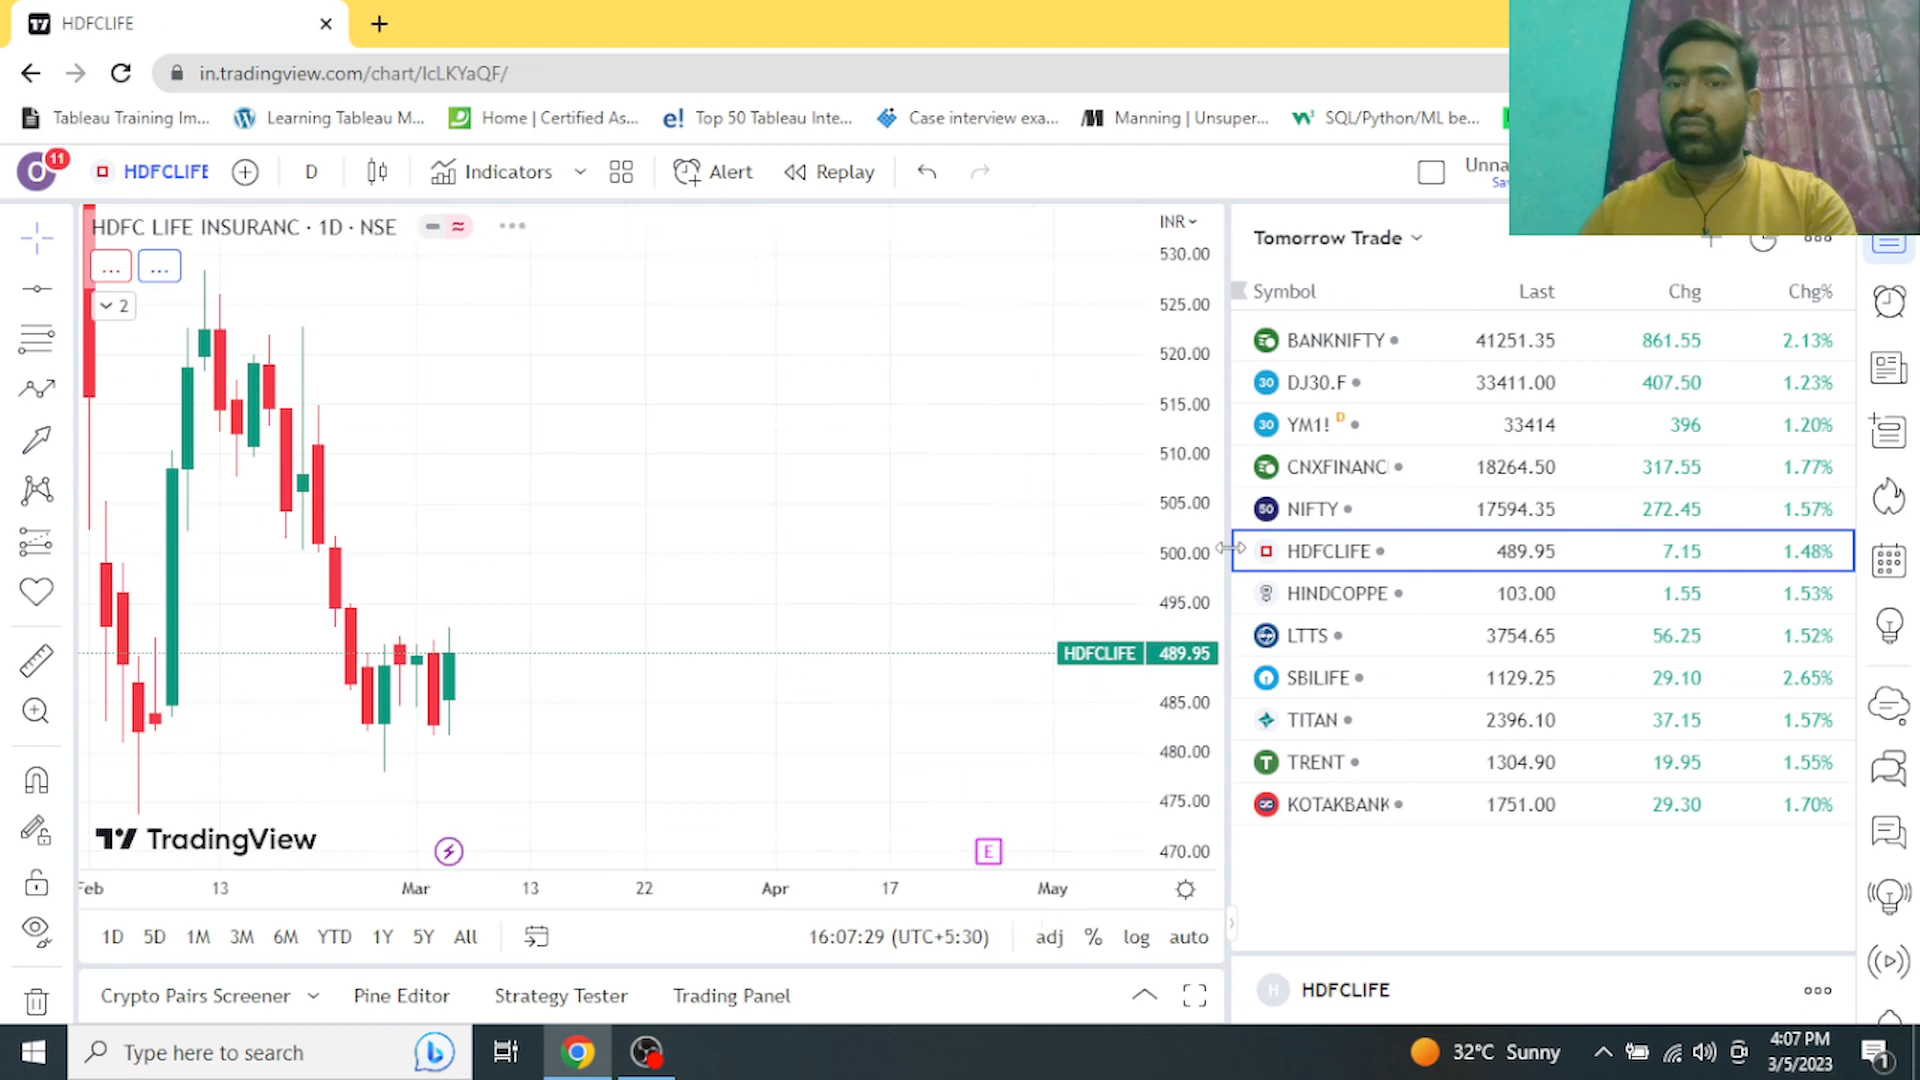 HDFCLIFE
in.tradingview.com/chart/IcLKYaQF/
Tableau Training Im...
Learning Tableau M...
Home | Certified As...
e! Top 50 Tableau Inte...
Case interview exa...
Manning | Unsuper...
SQL/Python/ML be...
O 11
HDFCLIFE
D
Indicators
Alert
Replay
Unna
Sa
HDFC LIFE INSURANC · 1D · NSE
...
...
2
INR
530.00
525.00
520.00
515.00
510.00
505.00
500.00
495.00
HDFCLIFE 489.95
485.00
480.00
475.00
470.00
TradingView
E
Feb 13 Mar 13 22 Apr 17 May
1D 5D 1M 3M 6M YTD 1Y 5Y All
16:07:29 (UTC+5:30) adj % log auto
Crypto Pairs Screener Pine Editor Strategy Tester Trading Panel
Tomorrow Trade
Symbol Last Chg Chg%
BANKNIFTY 41251.35 861.55 2.13%
30 DJ30.F 33411.00 407.50 1.23%
30 YM1! D 33414 396 1.20%
CNXFINANC 18264.50 317.55 1.77%
50 NIFTY 17594.35 272.45 1.57%
HDFCLIFE 489.95 7.15 1.48%
HINDCOPPE 103.00 1.55 1.53%
LTTS 3754.65 56.25 1.52%
SBILIFE 1129.25 29.10 2.65%
TITAN 2396.10 37.15 1.57%
T TRENT 1304.90 19.95 1.55%
KOTAKBANK 1751.00 29.30 1.70%
H HDFCLIFE
Type here to search
32°C Sunny
4:07 PM
3/5/2023
1